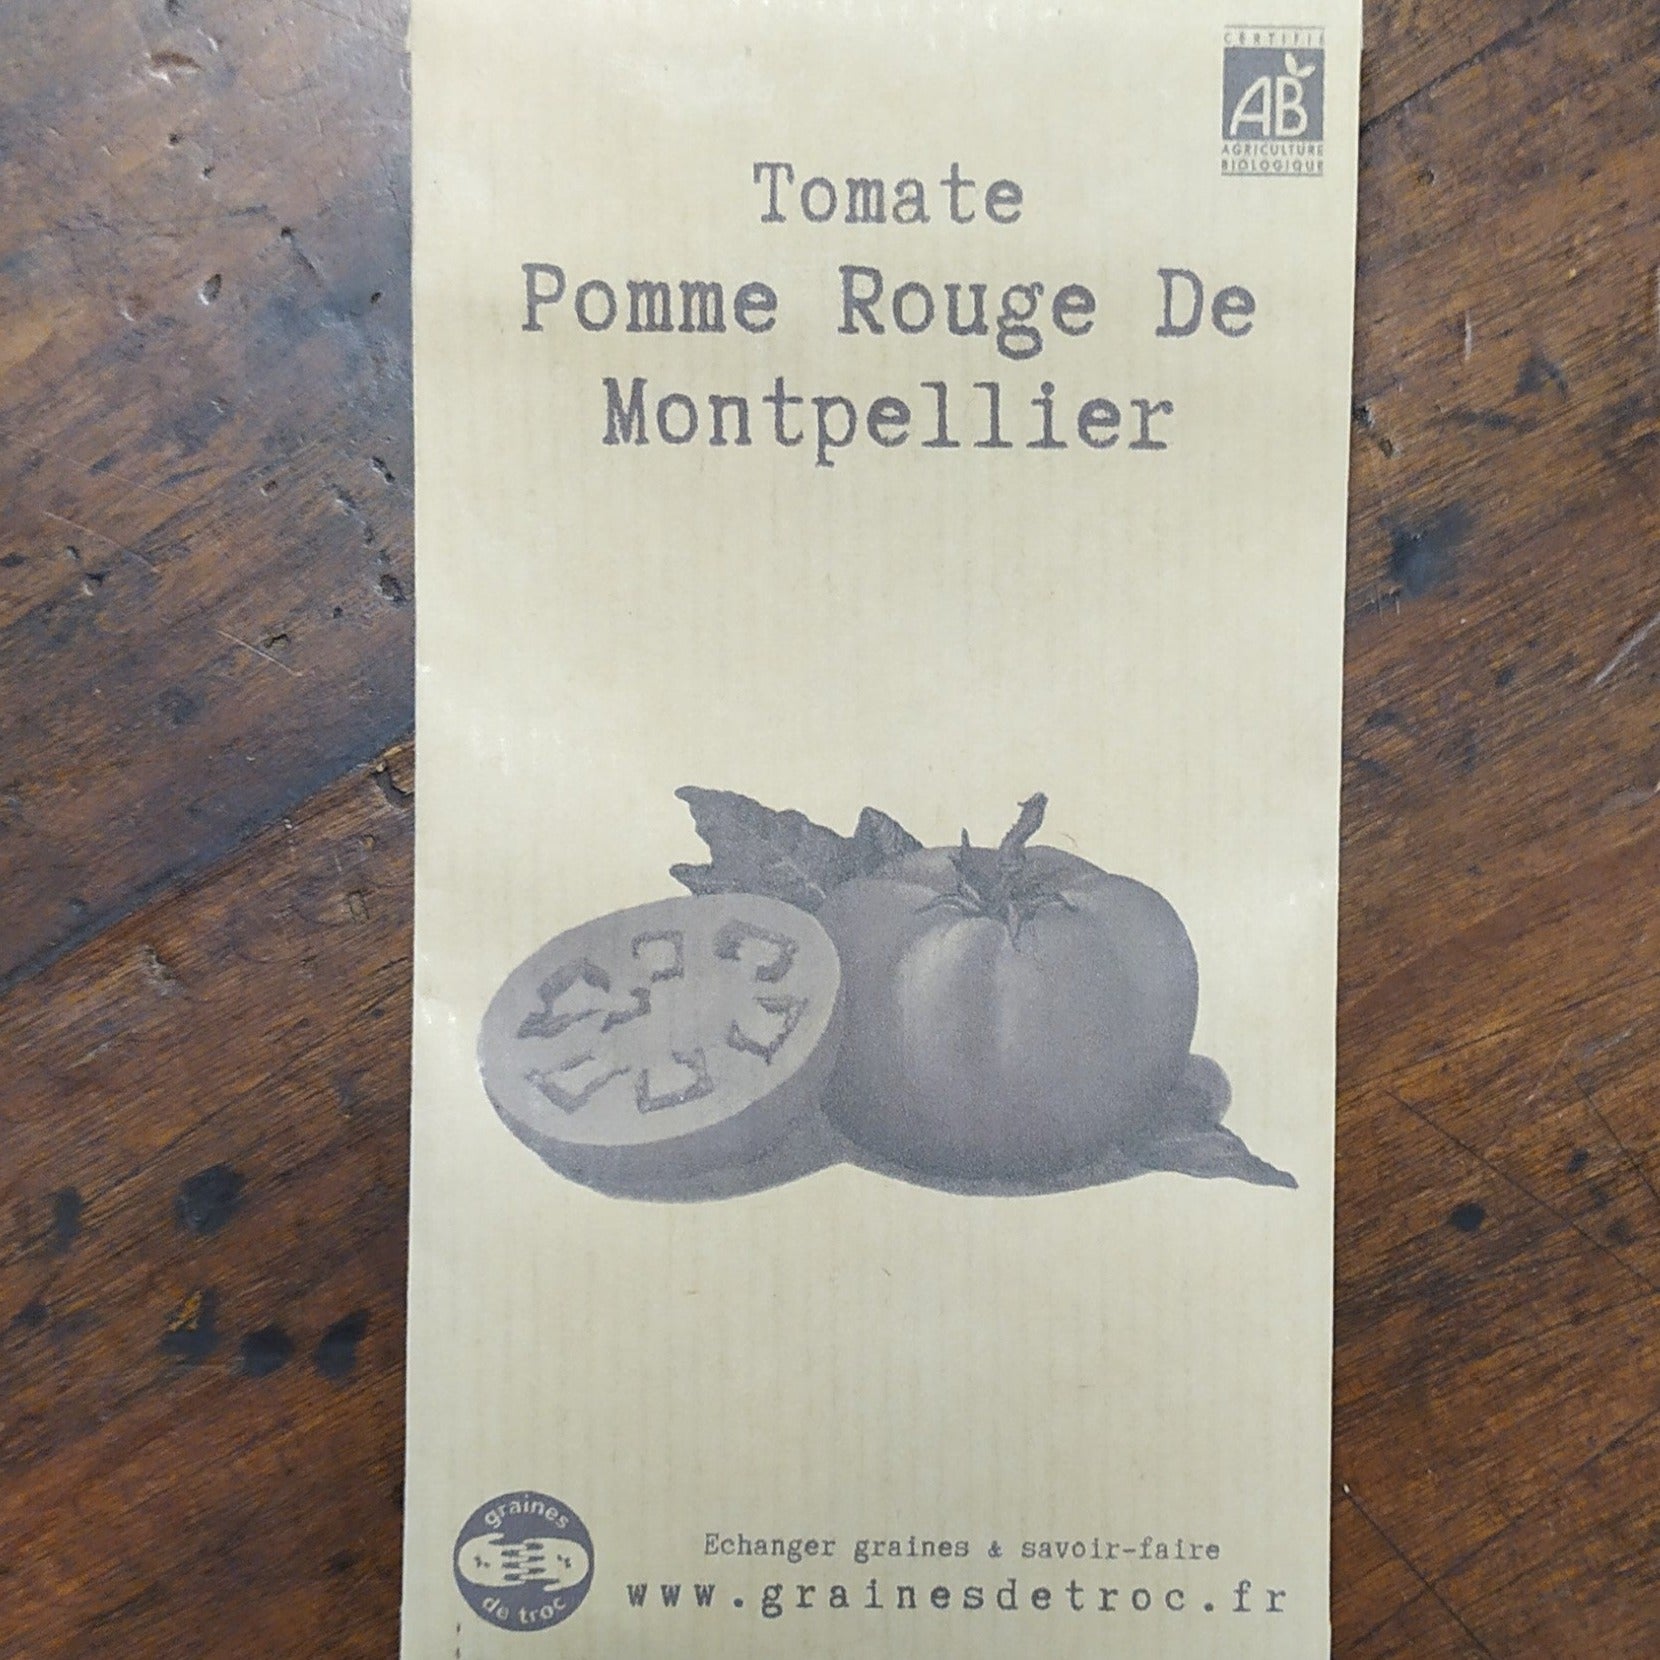 CERTIFIÉ
AB
AGRICULTURE
BIOLOGIQUE
Tomate
Pomme Rouge De
Montpellier
graines
de troc
Echanger graines & savoir-faire
www.grainesdetroc.fr